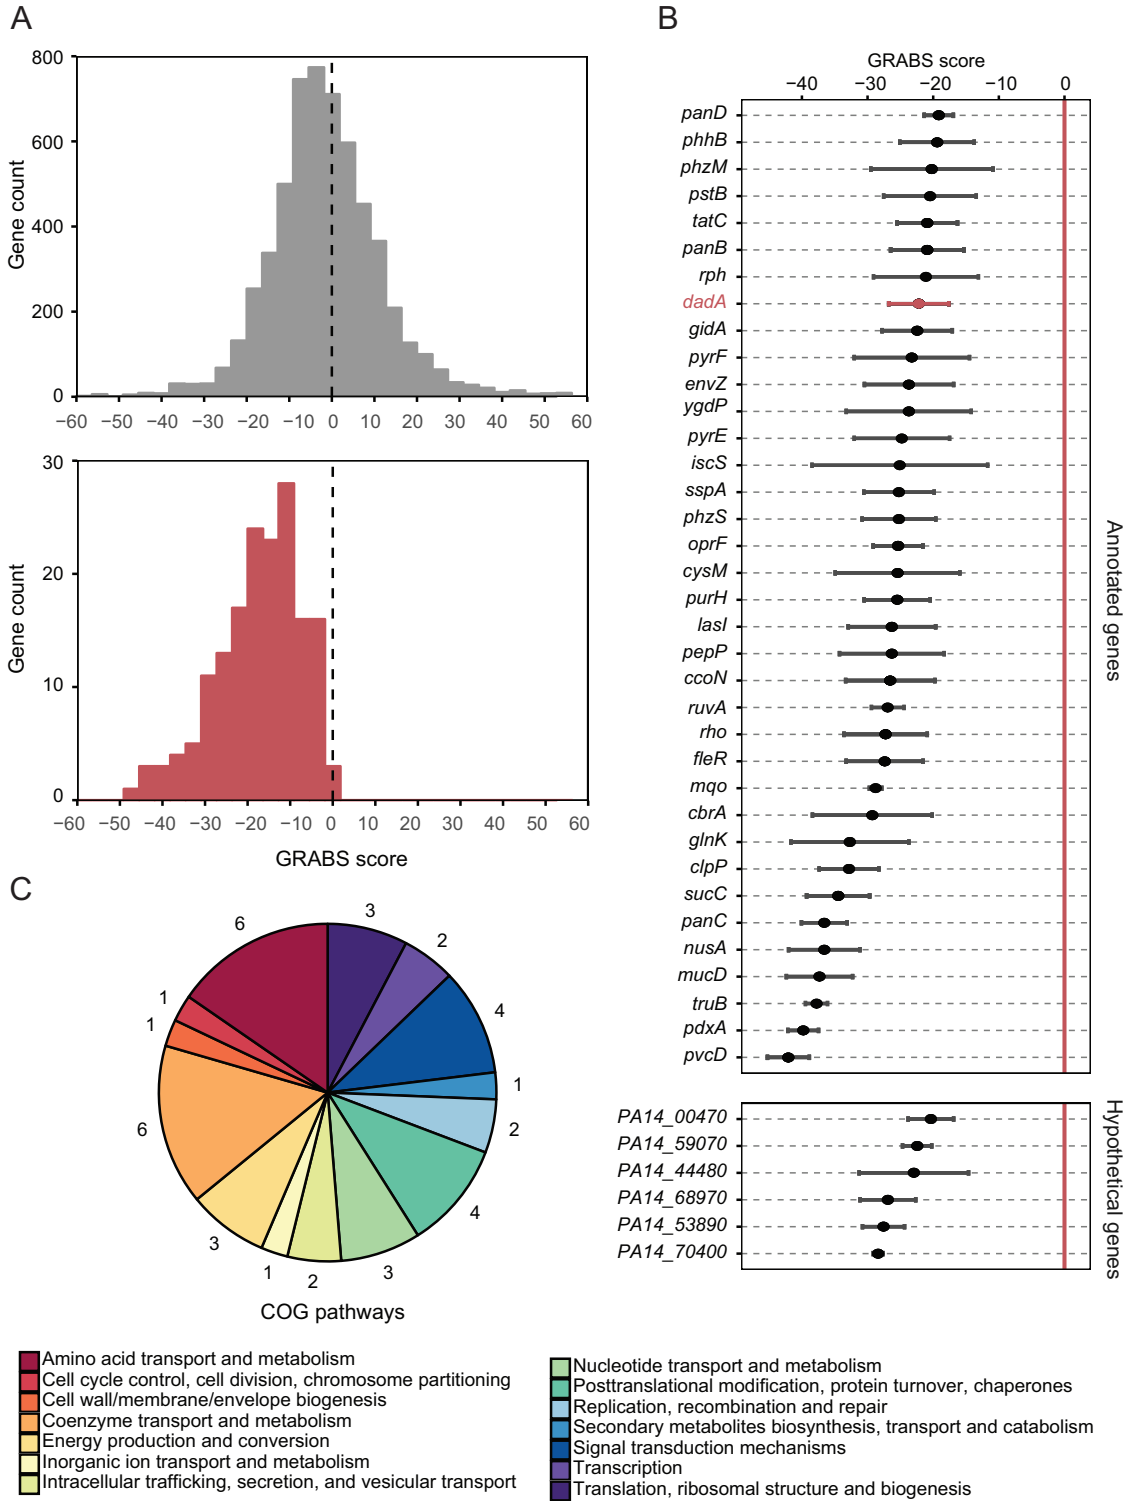 A
800
600
400
200
0
Gene count
−60 −50 −40 −30 −20 −10 0 10 20 30 40 50 60
30
20
10
0
Gene count
−60 −50 −40 −30 −20 −10 0 10 20 30 40 50 60
GRABS score
B
GRABS score
−40 −30 −20 −10 0
panD
phhB
phzM
pstB
tatC
panB
rph
dadA
gidA
pyrF
envZ
ygdP
pyrE
iscS
sspA
phzS
oprF
cysM
purH
lasI
pepP
ccoN
ruvA
rho
fleR
mqo
cbrA
glnK
clpP
sucC
panC
nusA
mucD
truB
pdxA
pvcD
Annotated genes
PA14_00470
PA14_59070
PA14_44480
PA14_68970
PA14_53890
PA14_70400
Hypothetical genes
C
3
2
4
1
2
4
3
2
1
3
6
1
1
6
COG pathways
Amino acid transport and metabolism
Cell cycle control, cell division, chromosome partitioning
Cell wall/membrane/envelope biogenesis
Coenzyme transport and metabolism
Energy production and conversion
Inorganic ion transport and metabolism
Intracellular trafficking, secretion, and vesicular transport
Nucleotide transport and metabolism
Posttranslational modification, protein turnover, chaperones
Replication, recombination and repair
Secondary metabolites biosynthesis, transport and catabolism
Signal transduction mechanisms
Transcription
Translation, ribosomal structure and biogenesis